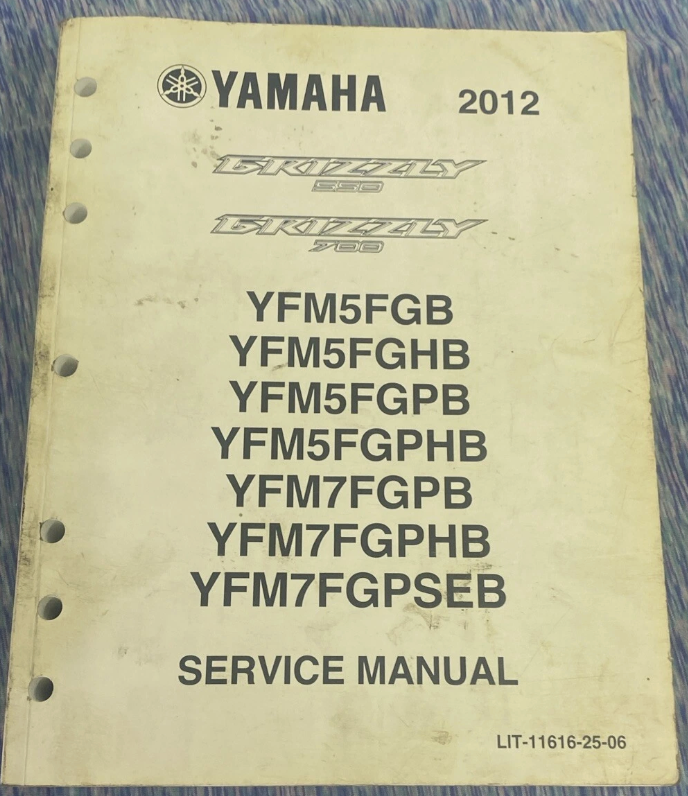 YAMAHA 2012
GRIZZLY
550
GRIZZLY
700
YFM5FGB
YFM5FGHB
YFM5FGPB
YFM5FGPHB
YFM7FGPB
YFM7FGPHB
YFM7FGPSEB
SERVICE MANUAL
LIT-11616-25-06